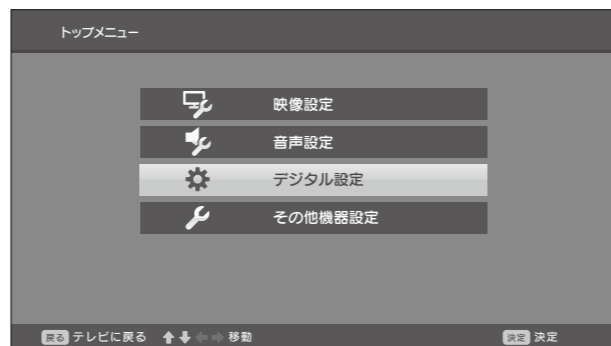 トップメニュー
映像設定
音声設定
デジタル設定
その他機器設定
戻る テレビに戻る 移動 決定 決定